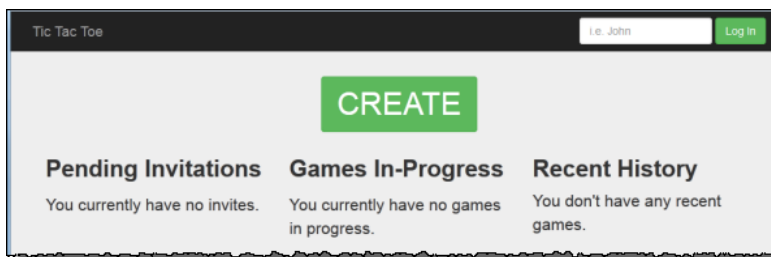 Tic Tac Toe
i.e. John
Log In
CREATE
Pending Invitations
You currently have no invites.
Games In-Progress
You currently have no games
in progress.
Recent History
You don't have any recent
games.